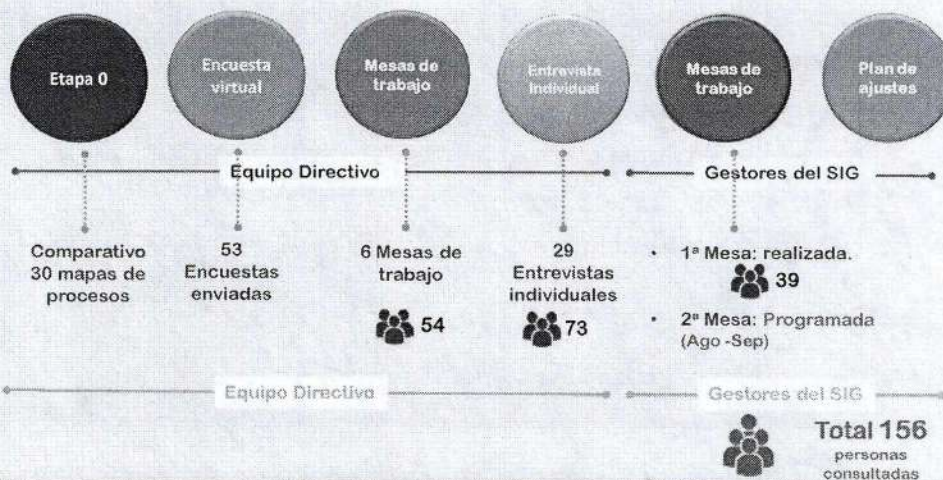 Etapa 0
Encuesta
virtual
Mesas de
trabajo
Entrevista
Individual
Mesas de
trabajo
Plan de
ajustes
Equipo Directivo
Gestores del SIG
Comparativo
30 mapas de
procesos
53
Encuestas
enviadas
6 Mesas de
trabajo
54
29
Entrevistas
individuales
73
• 1ª Mesa: realizada.
39
• 2ª Mesa: Programada
(Ago -Sep)
Equipo Directivo
Gestores del SIG
Total 156
personas
consultadas